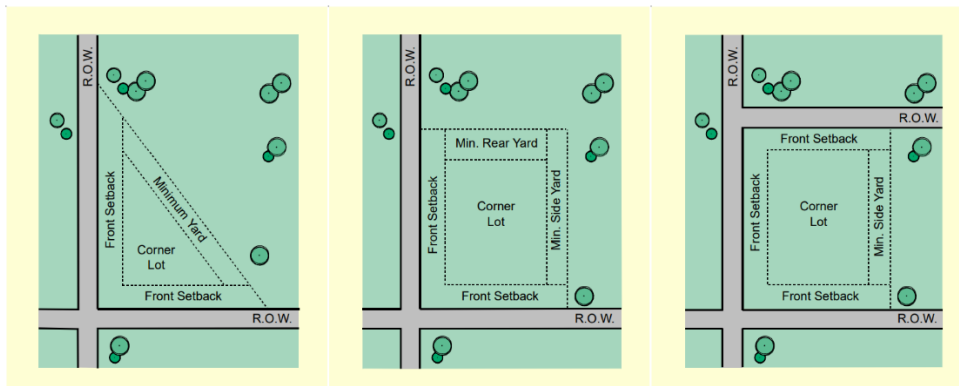 R.O.W.
Front Setback
Minimum Yard
Corner
Lot
Front Setback
R.O.W.
R.O.W.
Min. Rear Yard
Front Setback
Corner
Lot
Min. Side Yard
Front Setback
R.O.W.
R.O.W.
R.O.W.
Front Setback
Front Setback
Corner
Lot
Min. Side Yard
Front Setback
R.O.W.